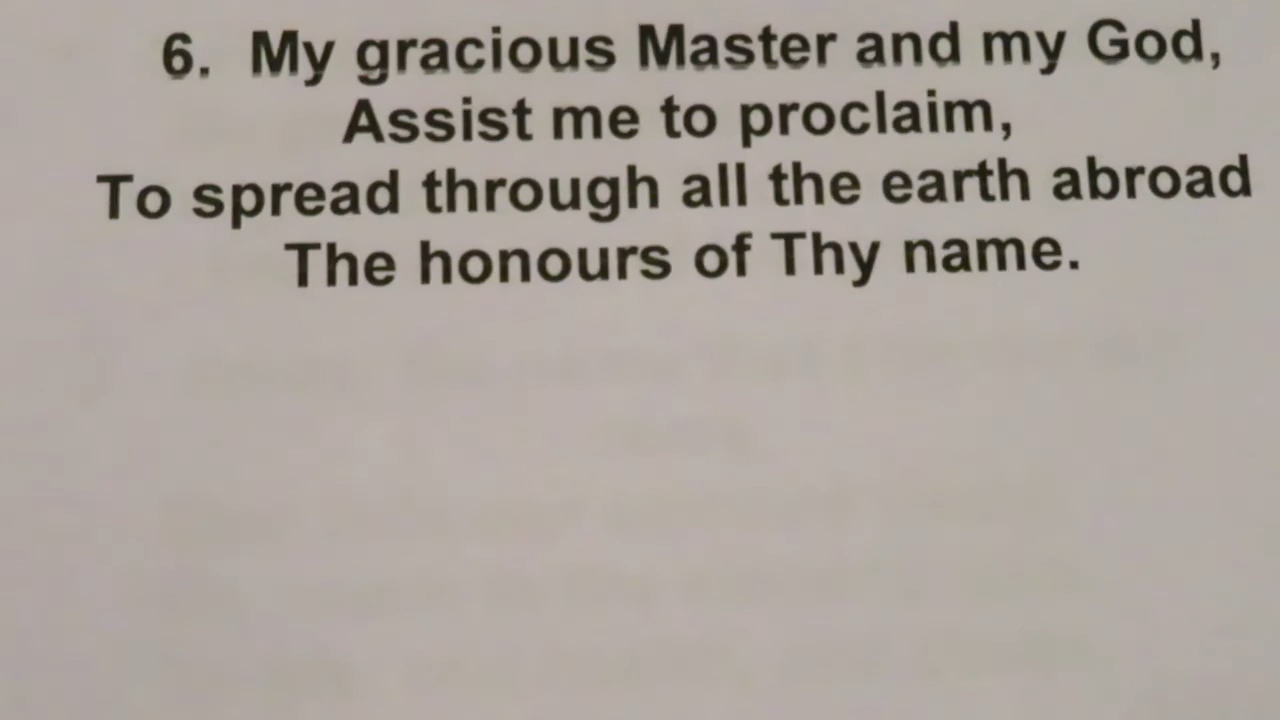 6. My gracious Master and my God,
Assist me to proclaim,
To spread through all the earth abroad
The honours of Thy name.